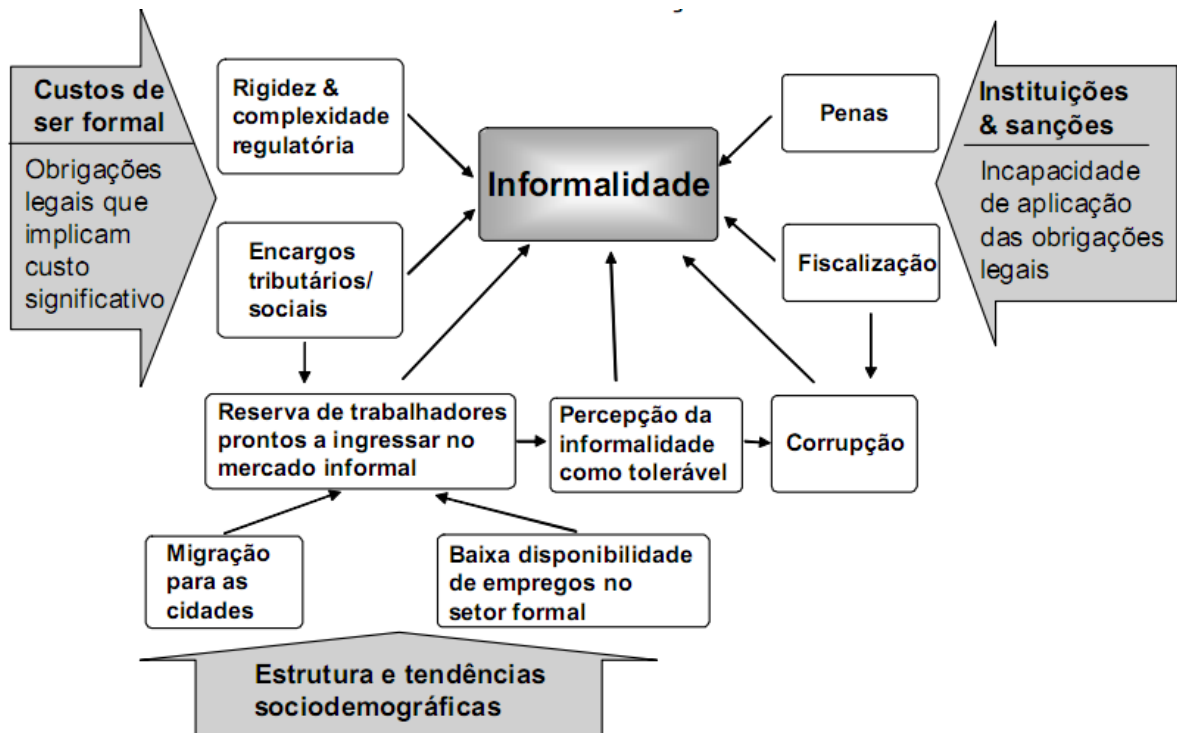 Custos de
ser formal
Obrigações
legais que
implicam
custo
significativo
Rigidez &
complexidade
regulatória
Encargos
tributários/
sociais
Informalidade
Penas
Fiscalização
Instituições
& sanções
Incapacidade
de aplicação
das obrigações
legais
Reserva de trabalhadores
prontos a ingressar no
mercado informal
Percepção da
informalidade
como tolerável
Corrupção
Migração
para as
cidades
Baixa disponibilidade
de empregos no
setor formal
Estrutura e tendências
sociodemográficas